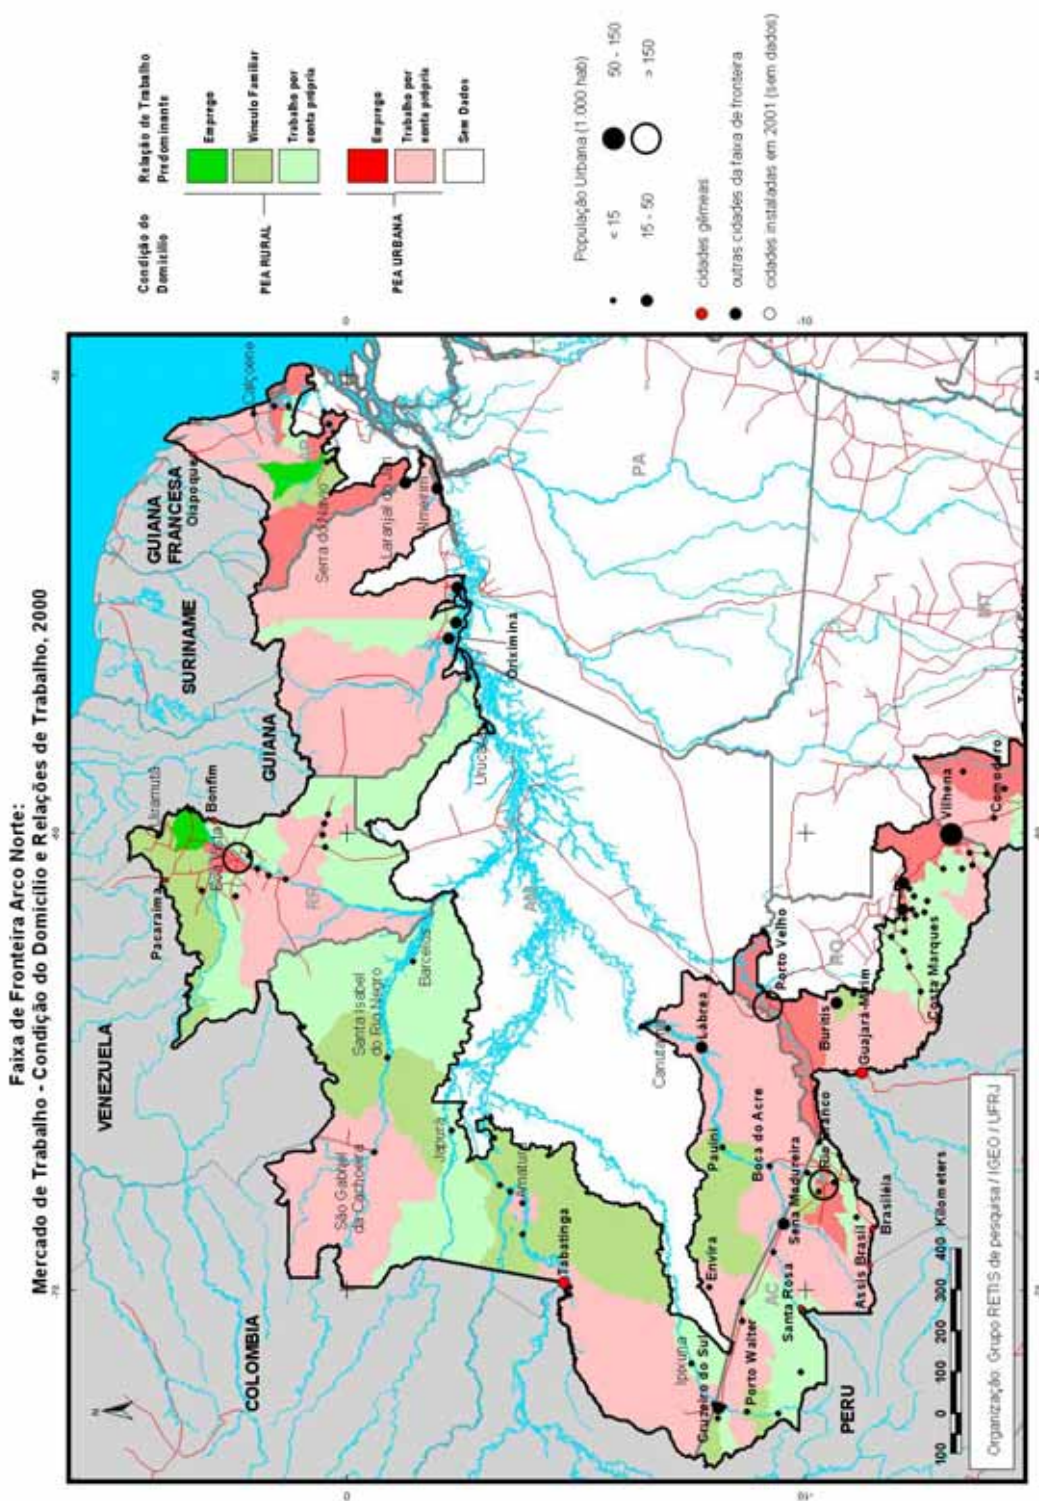 Faixa de Fronteira Arco Norte:
Mercado de Trabalho - Condição do Domicílio e Relações de Trabalho, 2000
Condição do
Domicílio
Relação de Trabalho
Predominante
PEA RURAL
Emprego
Vínculo Familiar
Trabalho por
conta própria
PEA URBANA
Emprego
Trabalho por
conta própria
Sem Dados
População Urbana (1.000 hab)
< 15
50 - 150
15 - 50
> 150
cidades gêmeas
outras cidades da faixa de fronteira
cidades instaladas em 2001 (sem dados)
N
COLOMBIA
VENEZUELA
GUIANA
SURINAME
GUIANA
FRANCESA
PERU
Oiapoque
Calçoene
Serra do Navio
Laranjal do Jari
Almeirim
Oriximiná
Uiramutã
Bonfim
Pacaraima
RR
Barcelos
Santa Isabel
do Rio Negro
São Gabriel
da Cachoeira
Japurá
Tabatinga
AM
PA
MT
RO
AC
Canutama
Lábrea
Pauini
Boca do Acre
Envira
Ipixuna
Cruzeiro do Sul
Porto Walter
Santa Rosa
Sena Madureira
Rio Branco
Assis Brasil
Brasiléia
Porto Velho
Buritis
Guajará-Mirim
Costa Marques
Vilhena
Comodoro
100 0 100 200 300 400 Kilometers
Organização: Grupo RETIS de pesquisa / IGEO / UFRJ